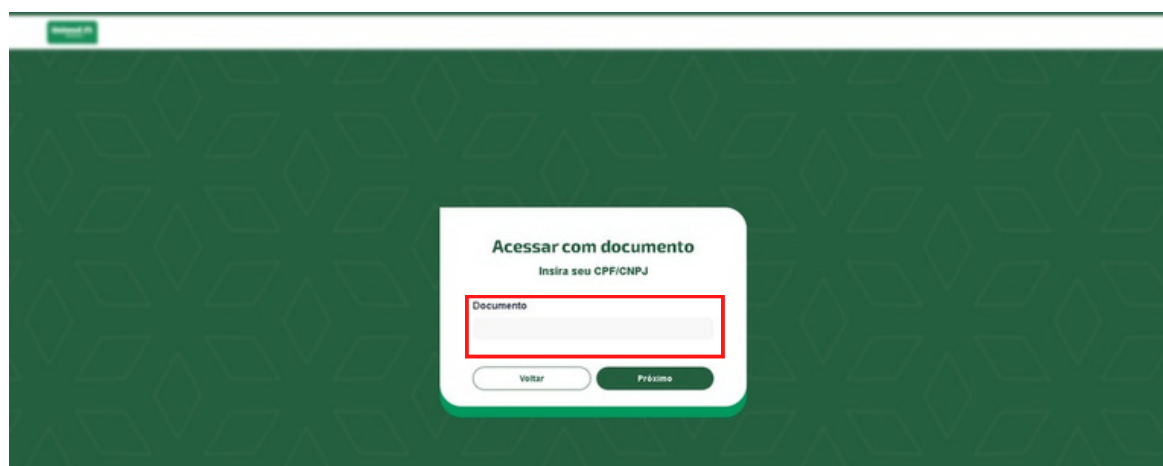 Acessar com documento
Insira seu CPF/CNPJ
Documento
Voltar
Próximo